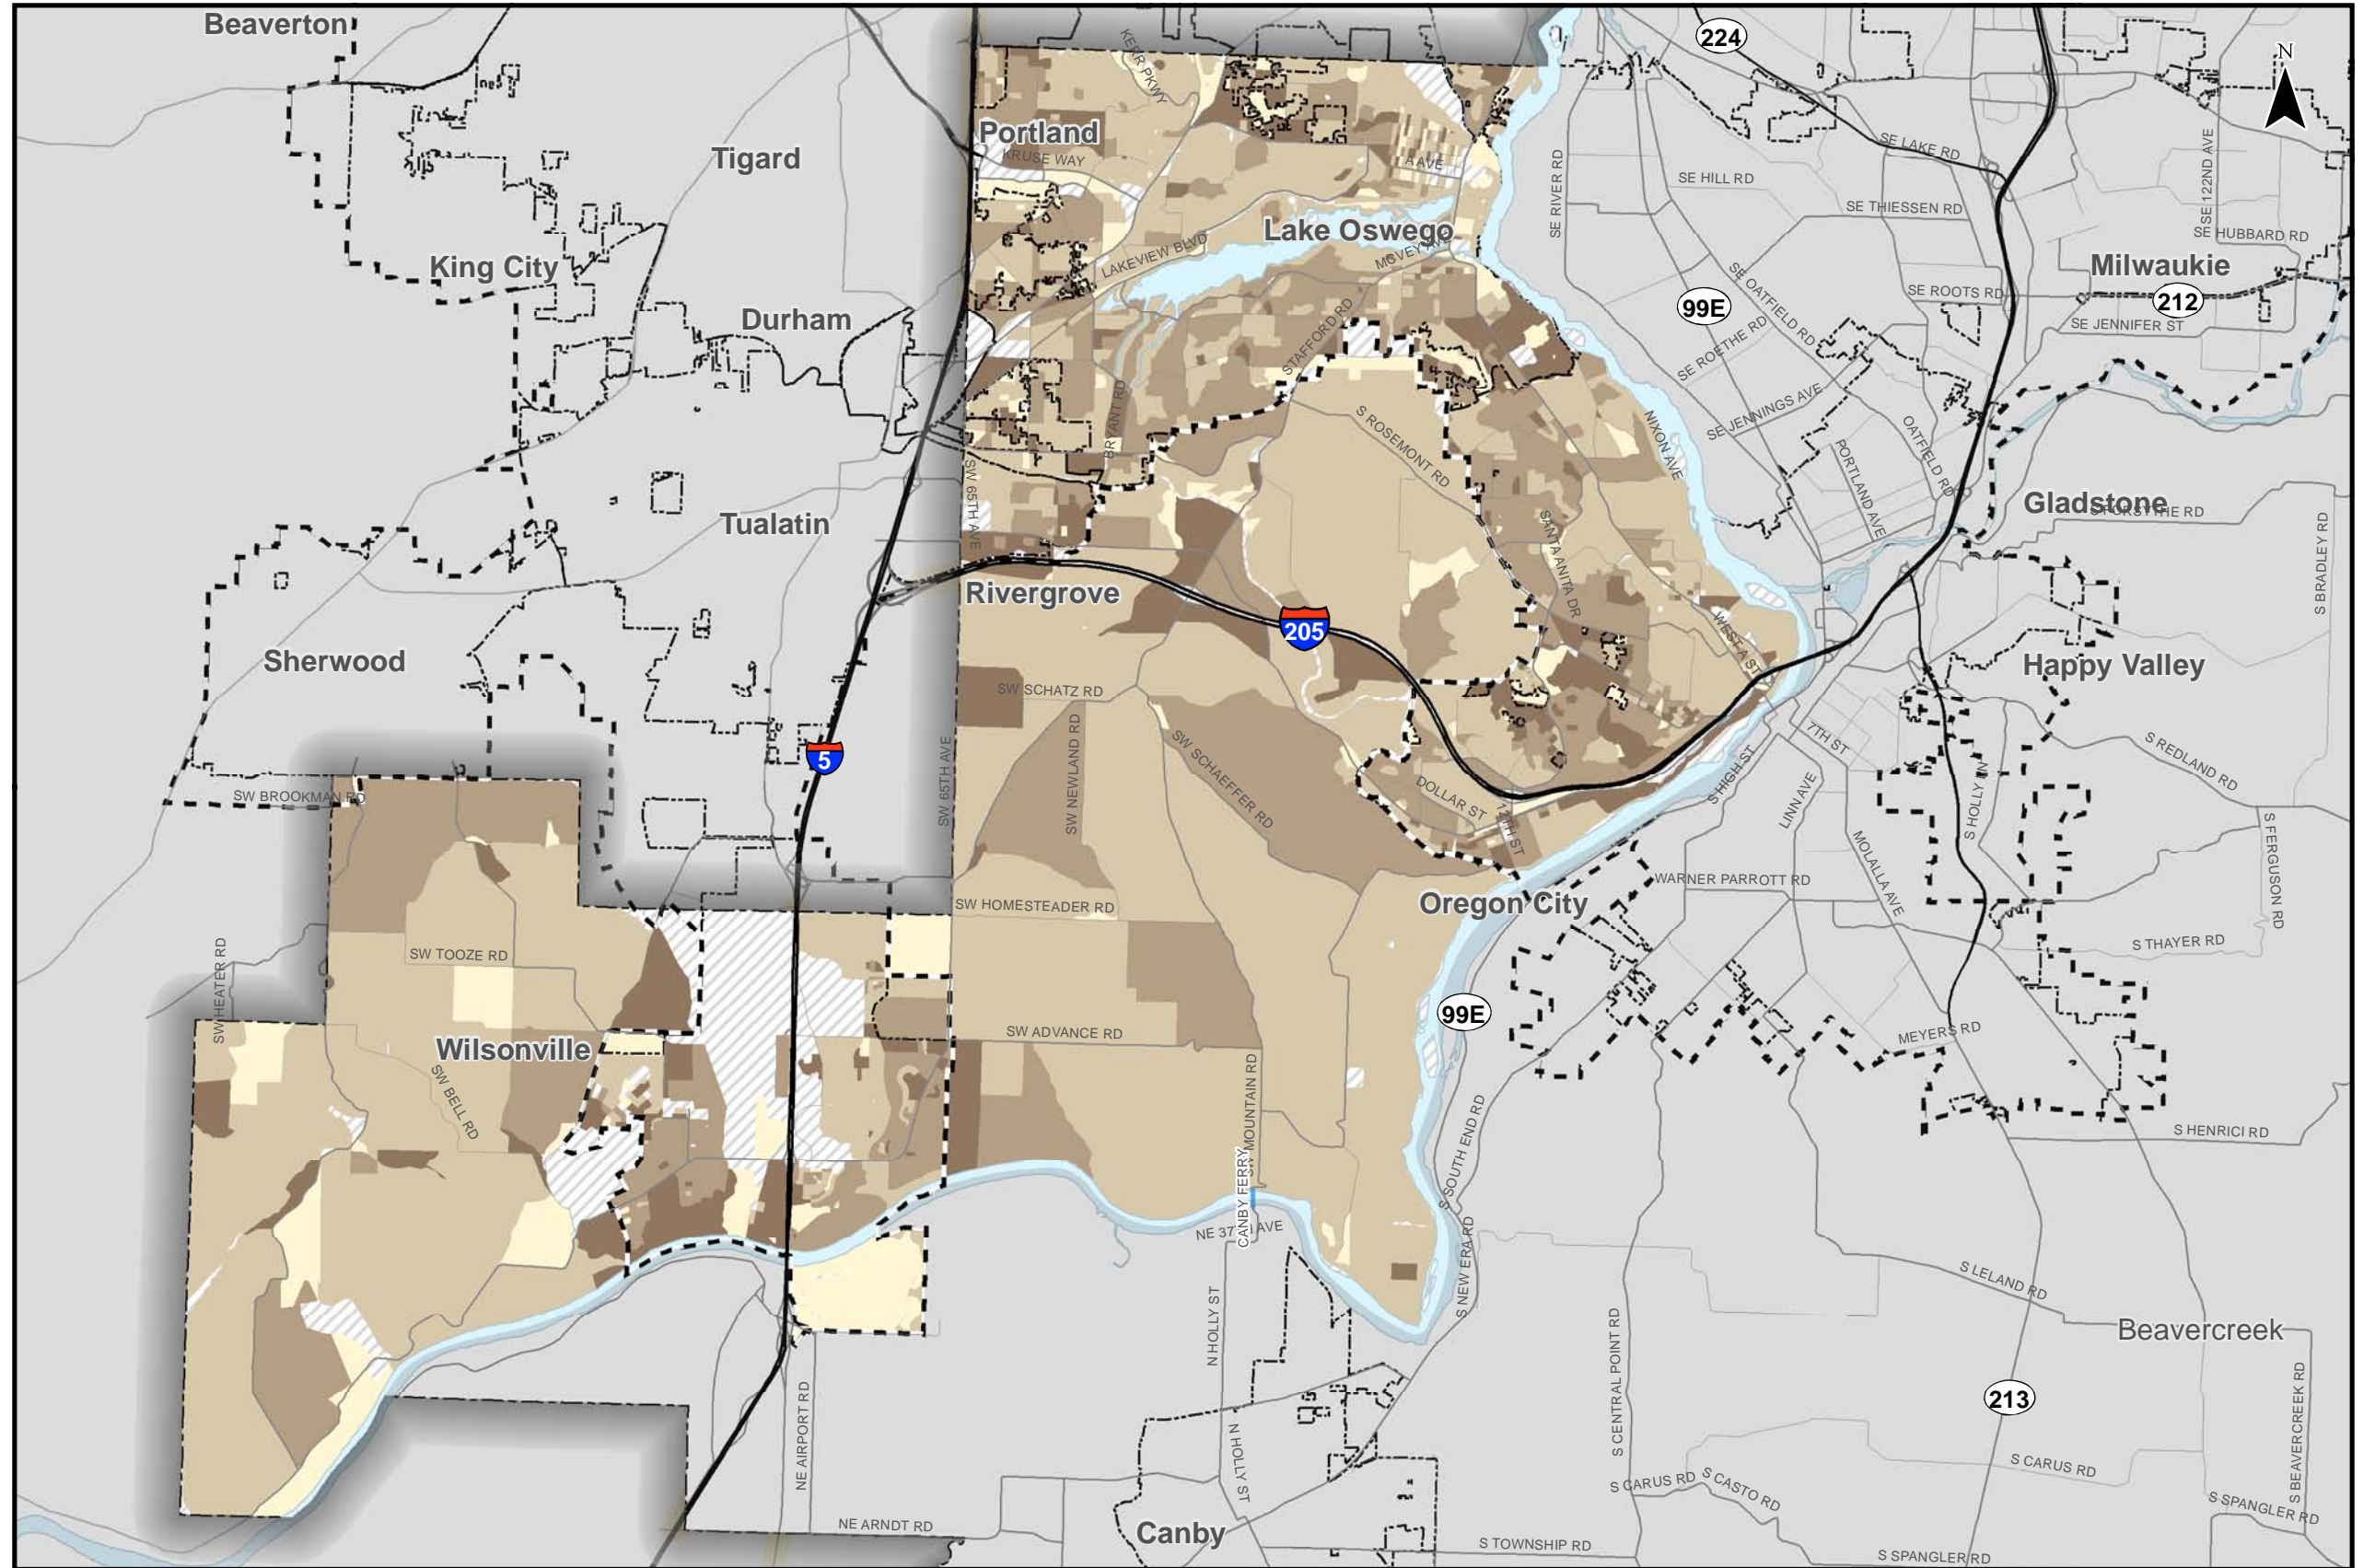 Beaverton
224
N
KERR PKWY
Portland
KRUSE WAY
Tigard
A AVE
SE LAKE RD
SE RIVER RD
SE HILL RD
SE 122ND AVE
SE THIESSEN RD
Lake Oswego
SE HUBBARD RD
LAKEVIEW BLVD
MCVEY AVE
King City
Milwaukie
SE OATFIELD RD
SE ROOTS RD
212
99E
Durham
STAFFORD RD
SE ROETHE RD
SE JENNIFER ST
BRYANT RD
SE JENNINGS AVE
S ROSEMONT RD
NIXON AVE
OATFIELD RD
PORTLAND AVE
SW 65TH AVE
Tualatin
Gladstone
S FORSYTHE RD
S BRADLEY RD
SANTA ANITA DR
Rivergrove
205
WEST A ST
Sherwood
Happy Valley
SW SCHATZ RD
SW NEWLAND RD
SW SCHAEFFER RD
7TH ST
S REDLAND RD
5
SW 65TH AVE
S HIGH ST
SW BROOKMAN RD
DOLLAR ST
12TH ST
LINN AVE
S HOLLY LN
S FERGUSON RD
MOLALLA AVE
WARNER PARROTT RD
SW HOMESTEADER RD
Oregon City
SW TOOZE RD
S THAYER RD
SW HEATER RD
99E
SW ADVANCE RD
MEYERS RD
Wilsonville
SW BELL RD
SW MOUNTAIN RD
S SOUTH END RD
S HENRICI RD
CANBY FERRY
NE 37TH AVE
S NEW ERA RD
S LELAND RD
N HOLLY ST
S CENTRAL POINT RD
Beavercreek
213
S BEAVERCREEK RD
NE AIRPORT RD
N HOLLY ST
S CARUS RD
S CARUS RD
S CASTO RD
S SPANGLER RD
NE ARNDT RD
Canby
S TOWNSHIP RD
S SPANGLER RD